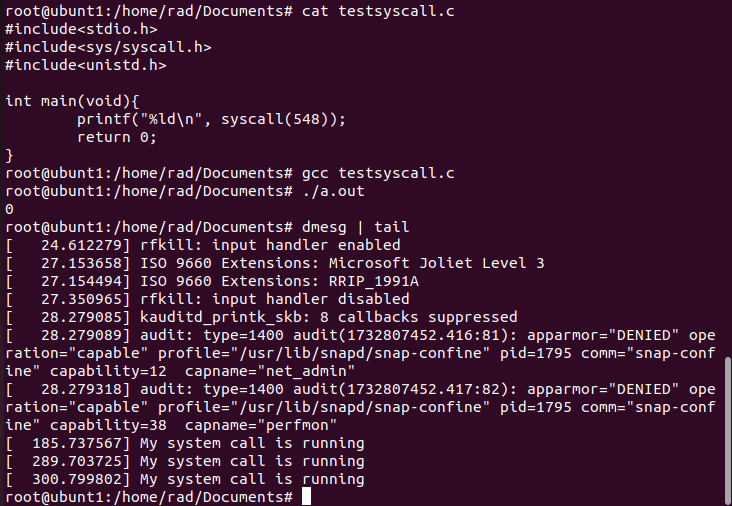 root@ubunt1:/home/rad/Documents# cat testsyscall.c
#include<stdio.h>
#include<sys/syscall.h>
#include<unistd.h>
int main(void){
        printf("%ld\n", syscall(548));
        return 0;
}
root@ubunt1:/home/rad/Documents# gcc testsyscall.c
root@ubunt1:/home/rad/Documents# ./a.out
0
root@ubunt1:/home/rad/Documents# dmesg | tail
[   24.612279] rfkill: input handler enabled
[   27.153658] ISO 9660 Extensions: Microsoft Joliet Level 3
[   27.154494] ISO 9660 Extensions: RRIP_1991A
[   27.350965] rfkill: input handler disabled
[   28.279085] kauditd_printk_skb: 8 callbacks suppressed
[   28.279089] audit: type=1400 audit(1732807452.416:81): apparmor="DENIED" ope
ration="capable" profile="/usr/lib/snapd/snap-confine" pid=1795 comm="snap-conf
ine" capability=12  capname="net_admin"
[   28.279318] audit: type=1400 audit(1732807452.417:82): apparmor="DENIED" ope
ration="capable" profile="/usr/lib/snapd/snap-confine" pid=1795 comm="snap-conf
ine" capability=38  capname="perfmon"
[  185.737567] My system call is running
[  289.703725] My system call is running
[  300.799802] My system call is running
root@ubunt1:/home/rad/Documents#